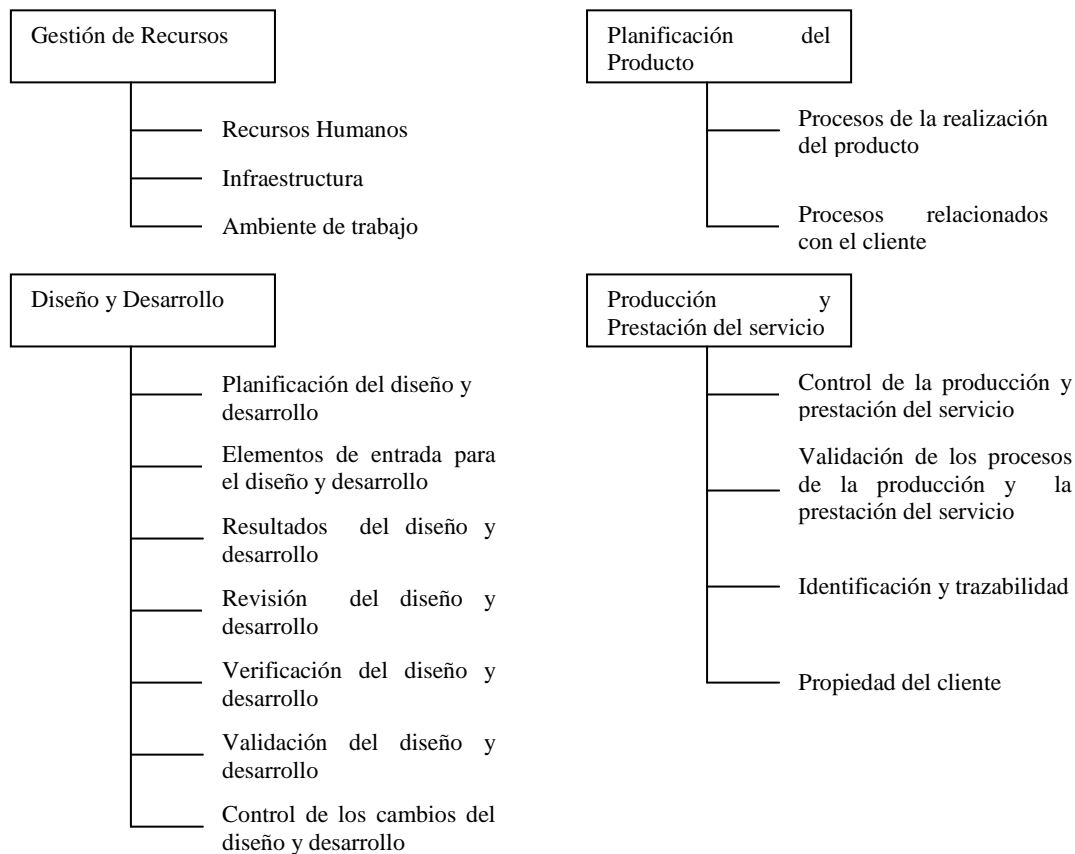 Gestión de Recursos
Recursos Humanos
Infraestructura
Ambiente de trabajo
Planificación del
Producto
Procesos de la realización
del producto
Procesos relacionados
con el cliente
Diseño y Desarrollo
Planificación del diseño y
desarrollo
Elementos de entrada para
el diseño y desarrollo
Resultados del diseño y
desarrollo
Revisión del diseño y
desarrollo
Verificación del diseño y
desarrollo
Validación del diseño y
desarrollo
Control de los cambios del
diseño y desarrollo
Producción y
Prestación del servicio
Control de la producción y
prestación del servicio
Validación de los procesos
de la producción y la
prestación del servicio
Identificación y trazabilidad
Propiedad del cliente